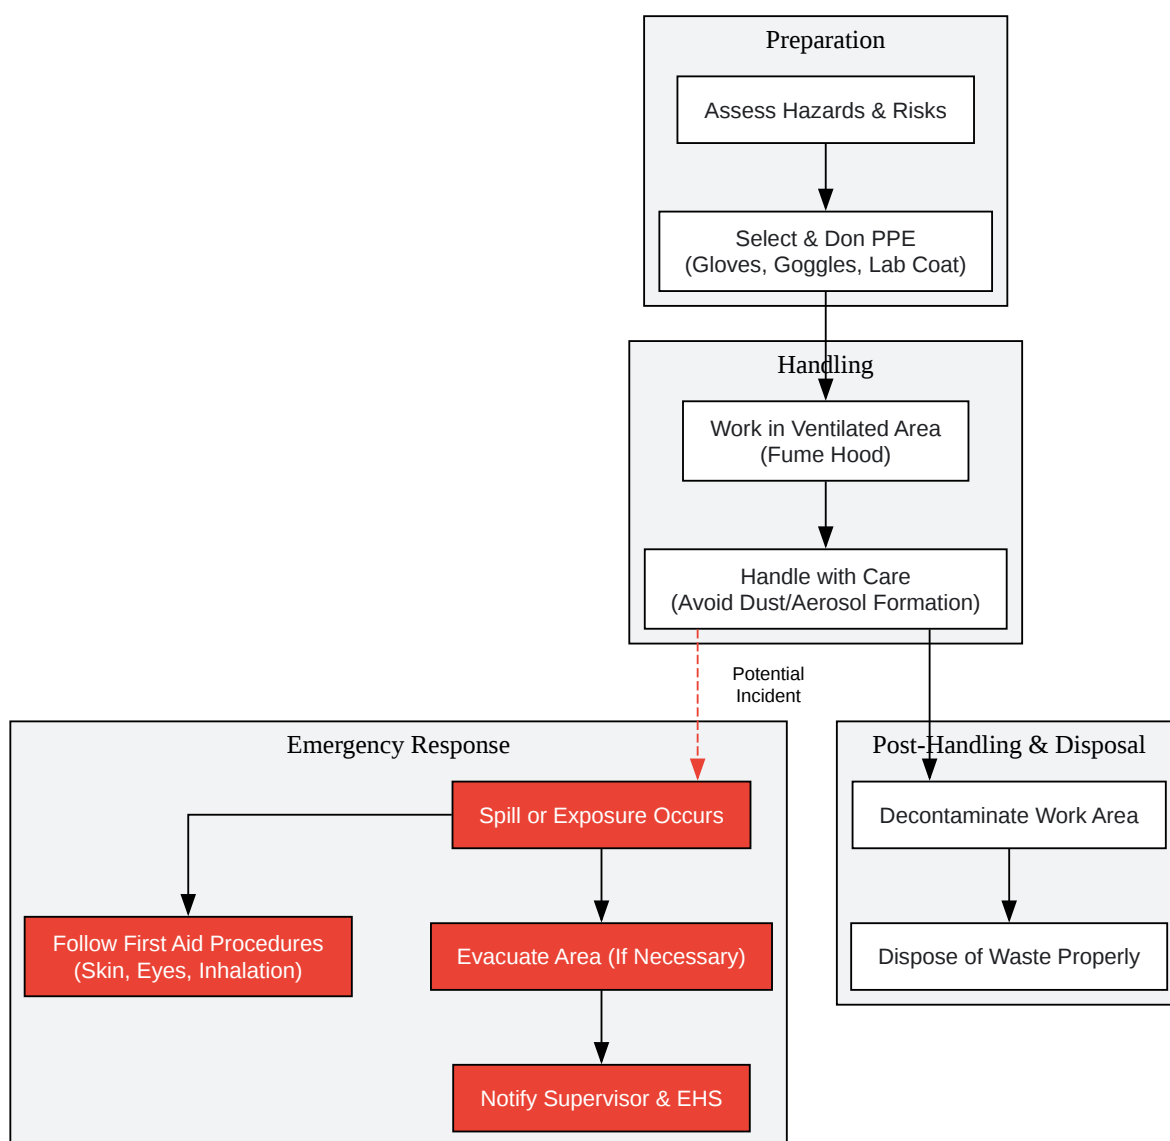 Preparation
Assess Hazards & Risks
Select & Don PPE
(Gloves, Goggles, Lab Coat)
Handling
Work in Ventilated Area
(Fume Hood)
Handle with Care
(Avoid Dust/Aerosol Formation)
Potential
Incident
Emergency Response
Spill or Exposure Occurs
Follow First Aid Procedures
(Skin, Eyes, Inhalation)
Evacuate Area (If Necessary)
Notify Supervisor & EHS
Post-Handling & Disposal
Decontaminate Work Area
Dispose of Waste Properly